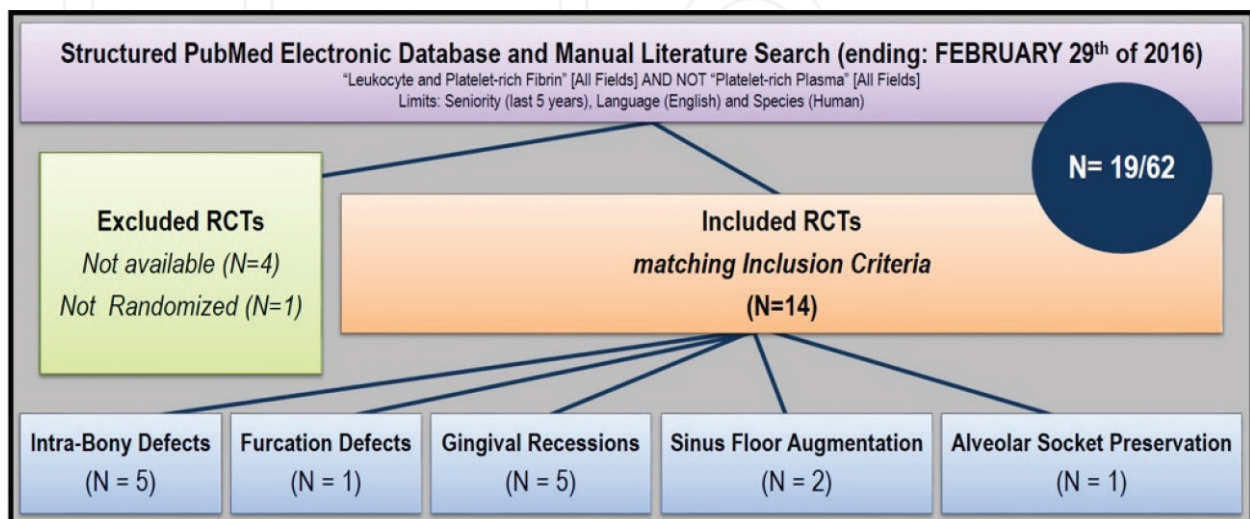 Structured PubMed Electronic Database and Manual Literature Search (ending: FEBRUARY 29th of 2016)
"Leukocyte and Platelet-rich Fibrin" [All Fields] AND NOT "Platelet-rich Plasma" [All Fields]
Limits: Seniority (last 5 years), Language (English) and Species (Human)
N= 19/62
Excluded RCTs
Not available (N=4)
Not Randomized (N=1)
Included RCTs
matching Inclusion Criteria
(N=14)
Intra-Bony Defects
(N = 5)
Furcation Defects
(N = 1)
Gingival Recessions
(N = 5)
Sinus Floor Augmentation
(N = 2)
Alveolar Socket Preservation
(N = 1)